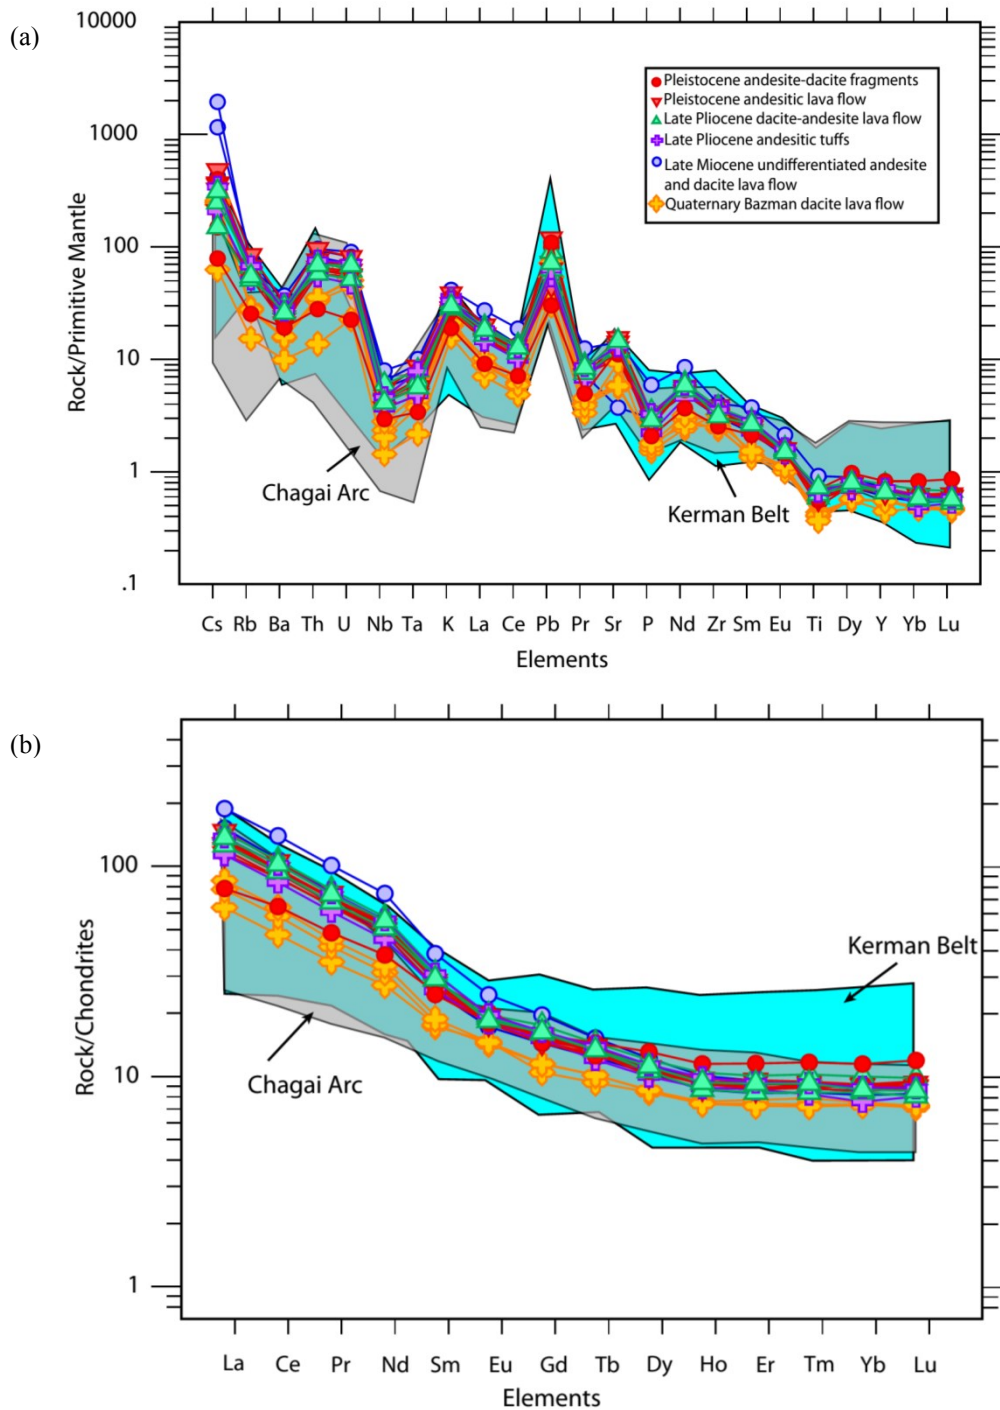 (a)
10000
1000
100
10
1
.1
Rock/Primitive Mantle
Pleistocene andesite-dacite fragments
Pleistocene andesitic lava flow
Late Pliocene dacite-andesite lava flow
Late Pliocene andesitic tuffs
Late Miocene undifferentiated andesite
and dacite lava flow
Quaternary Bazman dacite lava flow
Chagai Arc
Kerman Belt
Cs Rb Ba Th U Nb Ta K La Ce Pb Pr Sr P Nd Zr Sm Eu Ti Dy Y Yb Lu
Elements
(b)
100
10
1
Rock/Chondrites
Kerman Belt
Chagai Arc
La Ce Pr Nd Sm Eu Gd Tb Dy Ho Er Tm Yb Lu
Elements